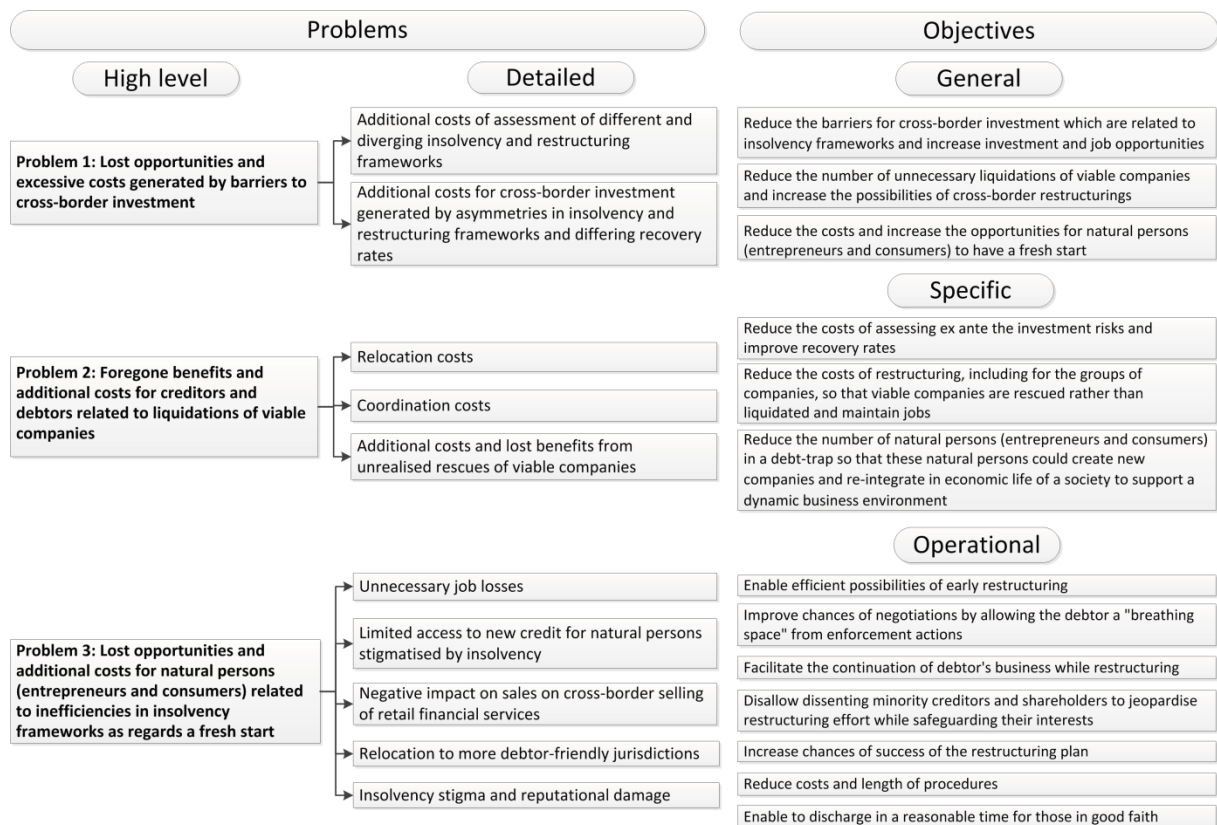 Problems
High level
Detailed
Problem 1: Lost opportunities and
excessive costs generated by barriers to
cross-border investment
Additional costs of assessment of different and
diverging insolvency and restructuring
frameworks
Additional costs for cross-border investment
generated by asymmetries in insolvency and
restructuring frameworks and differing recovery
rates
Problem 2: Foregone benefits and
additional costs for creditors and
debtors related to liquidations of viable
companies
Relocation costs
Coordination costs
Additional costs and lost benefits from
unrealised rescues of viable companies
Problem 3: Lost opportunities and
additional costs for natural persons
(entrepreneurs and consumers) related
to inefficiencies in insolvency
frameworks as regards a fresh start
Unnecessary job losses
Limited access to new credit for natural persons
stigmatised by insolvency
Negative impact on sales on cross-border selling
of retail financial services
Relocation to more debtor-friendly jurisdictions
Insolvency stigma and reputational damage
Objectives
General
Reduce the barriers for cross-border investment which are related to
insolvency frameworks and increase investment and job opportunities
Reduce the number of unnecessary liquidations of viable companies
and increase the possibilities of cross-border restructurings
Reduce the costs and increase the opportunities for natural persons
(entrepreneurs and consumers) to have a fresh start
Specific
Reduce the costs of assessing ex ante the investment risks and
improve recovery rates
Reduce the costs of restructuring, including for the groups of
companies, so that viable companies are rescued rather than
liquidated and maintain jobs
Reduce the number of natural persons (entrepreneurs and consumers)
in a debt-trap so that these natural persons could create new
companies and re-integrate in economic life of a society to support a
dynamic business environment
Operational
Enable efficient possibilities of early restructuring
Improve chances of negotiations by allowing the debtor a "breathing
space" from enforcement actions
Facilitate the continuation of debtor's business while restructuring
Disallow dissenting minority creditors and shareholders to jeopardise
restructuring effort while safeguarding their interests
Increase chances of success of the restructuring plan
Reduce costs and length of procedures
Enable to discharge in a reasonable time for those in good faith